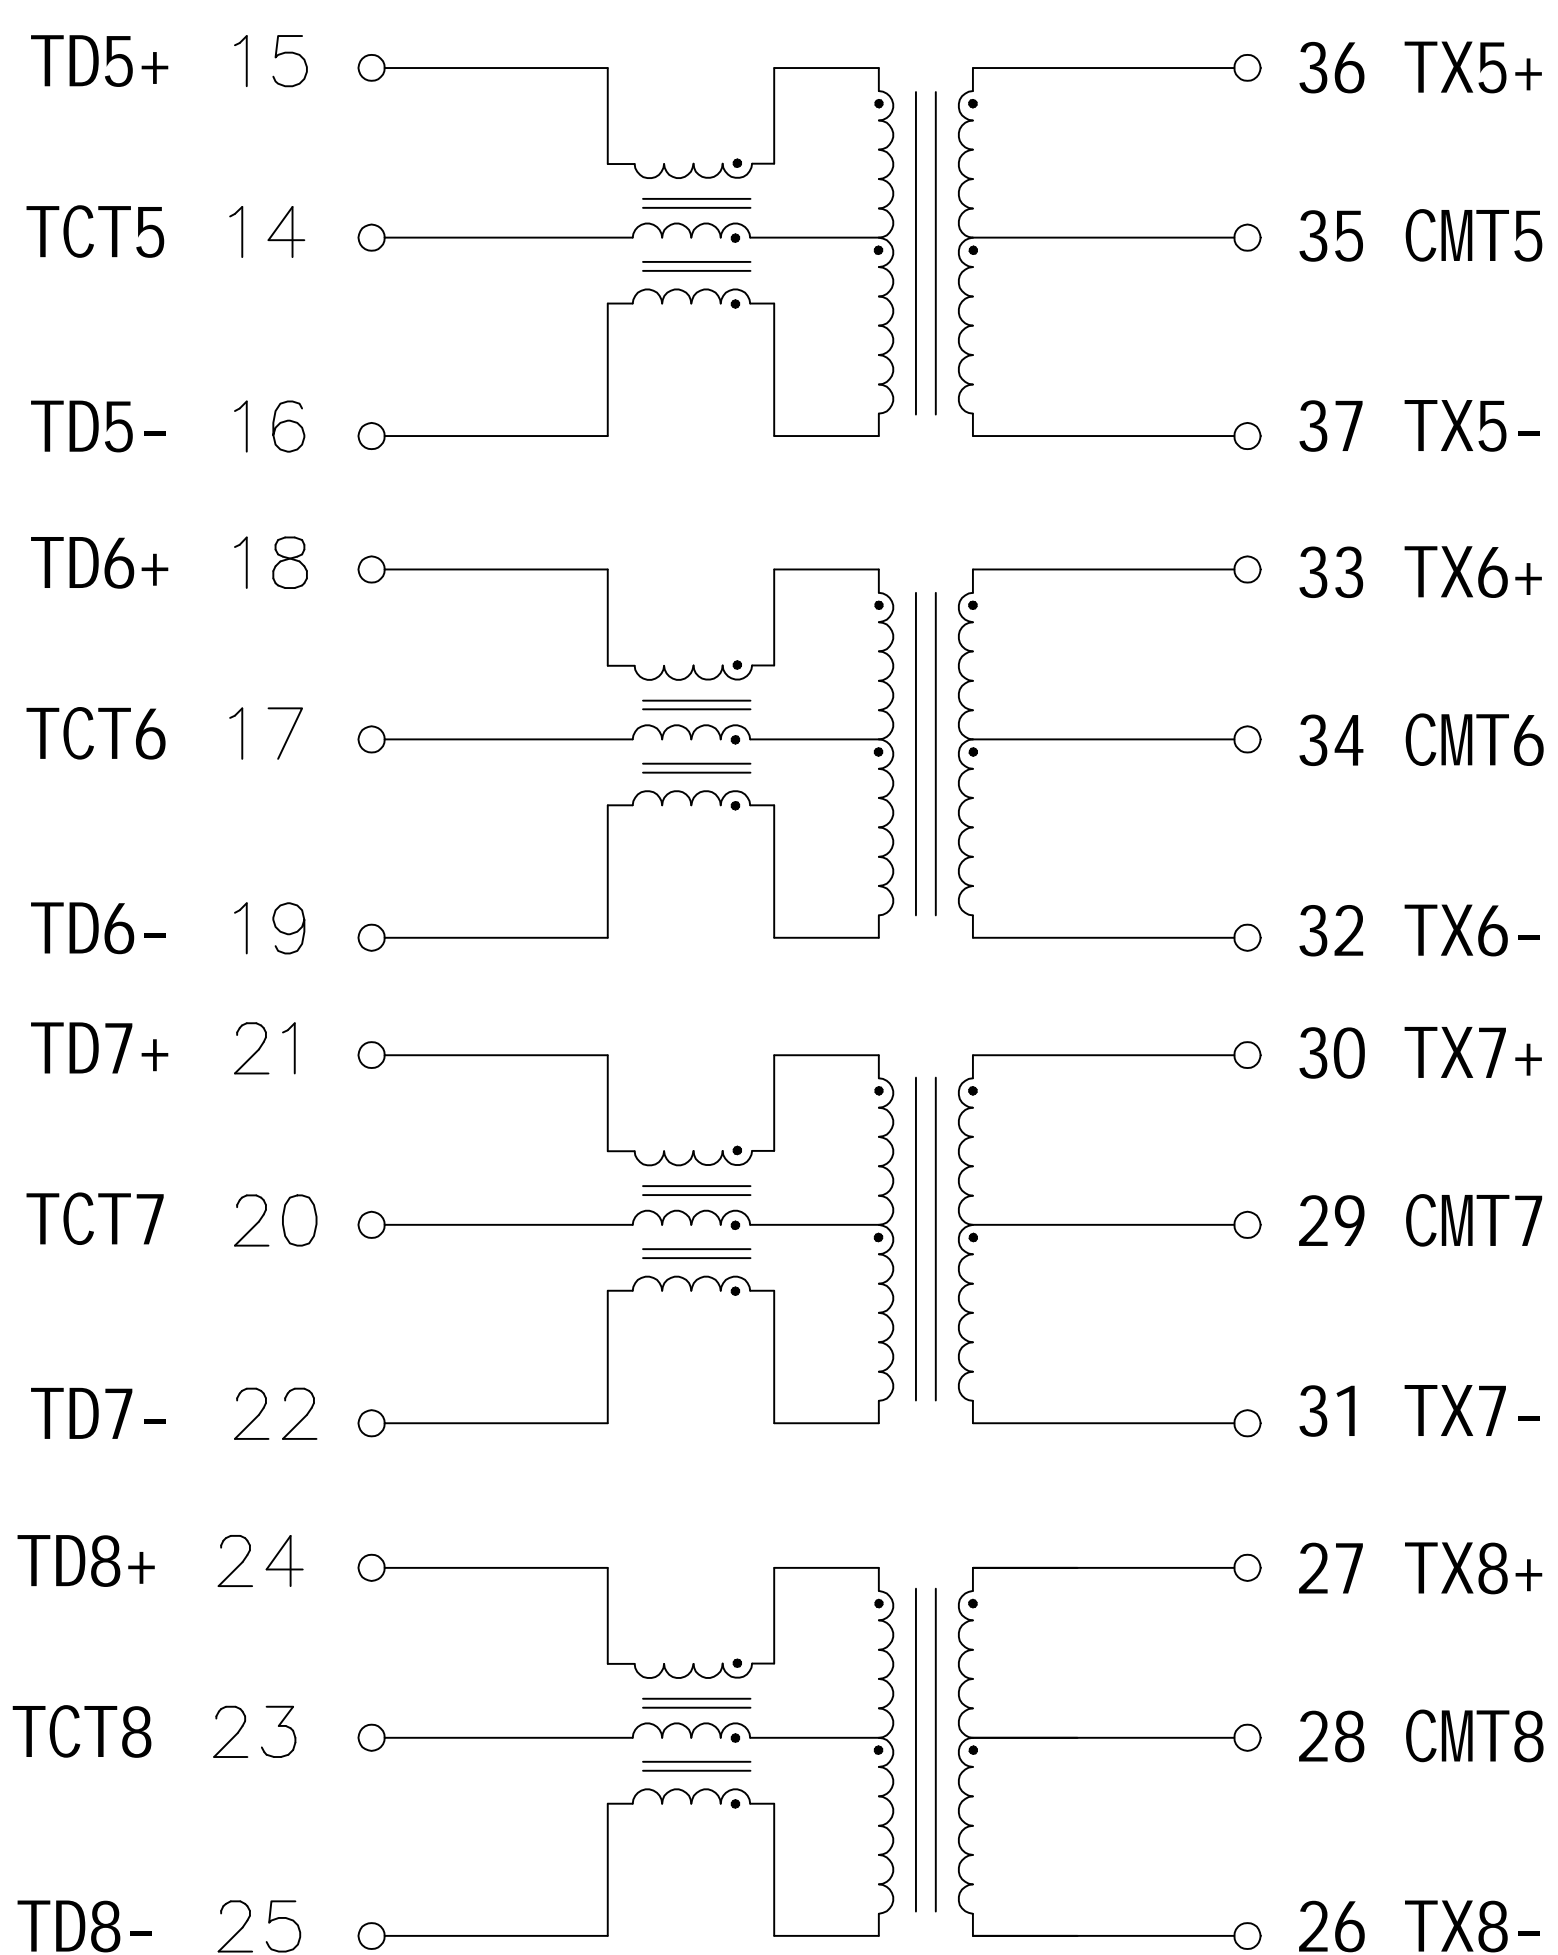 TD5+ 15 36 TX5+
TCT5 14 35 CMT5
TD5- 16 37 TX5-
TD6+ 18 33 TX6+
TCT6 17 34 CMT6
TD6- 19 32 TX6-
TD7+ 21 30 TX7+
TCT7 20 29 CMT7
TD7- 22 31 TX7-
TD8+ 24 27 TX8+
TCT8 23 28 CMT8
TD8- 25 26 TX8-